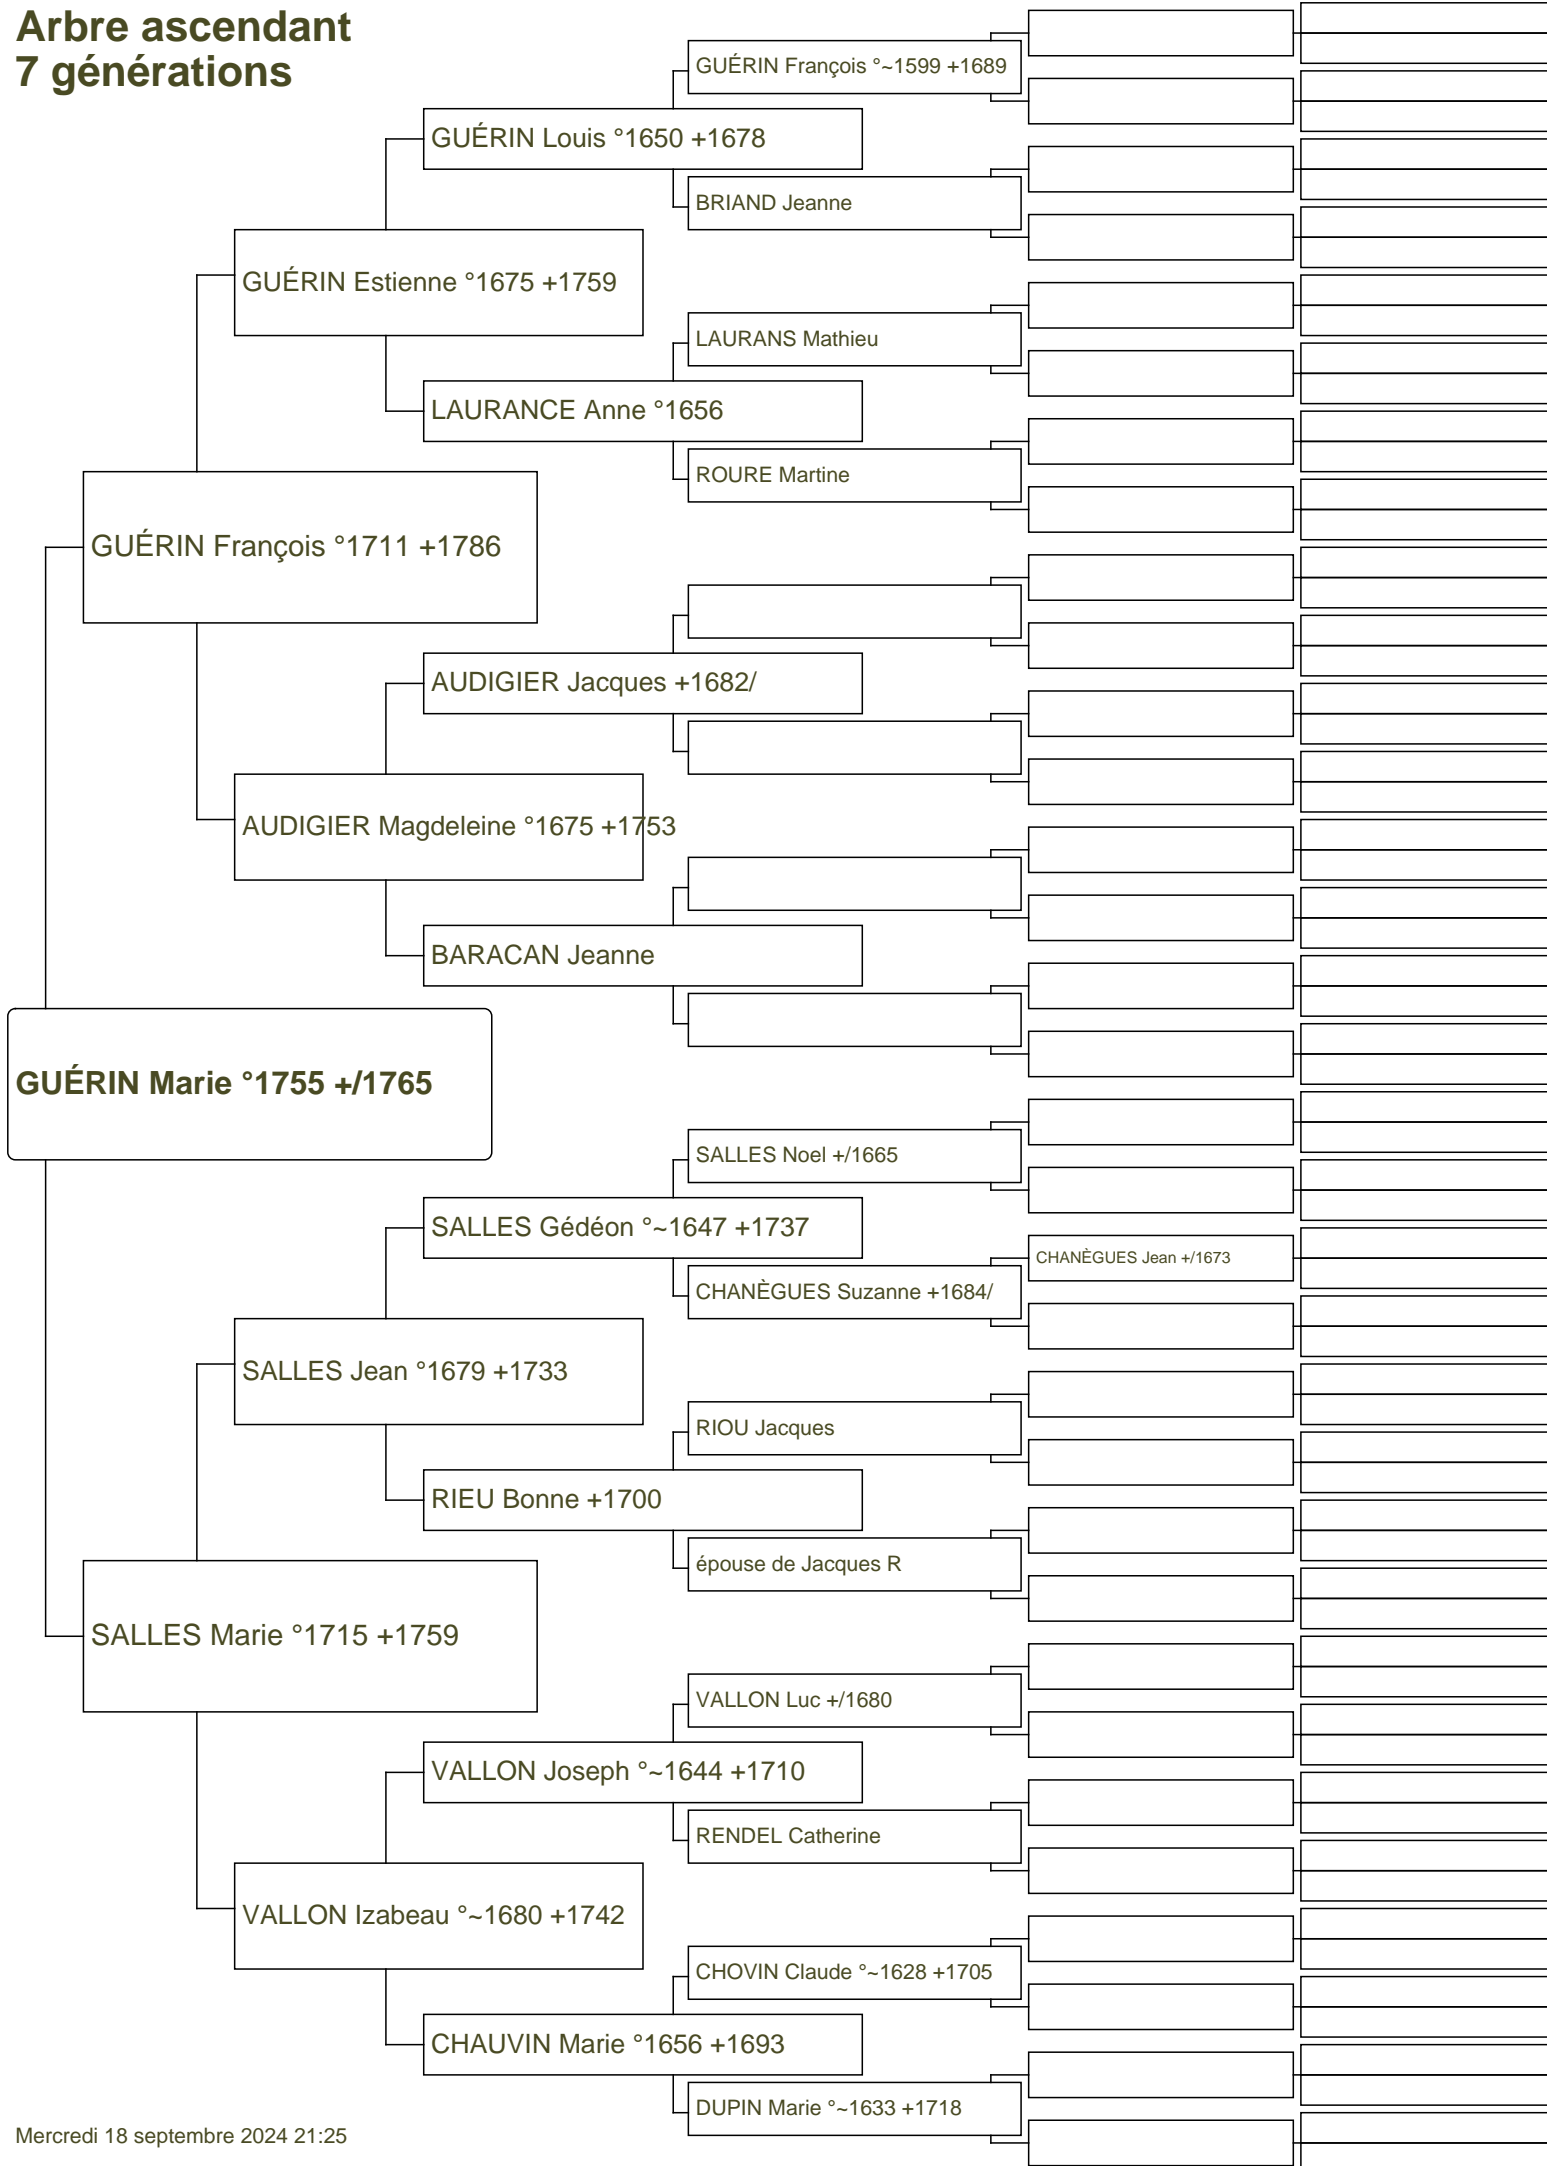 Arbre ascendant
7 générations
GUÉRIN François °~1599 +1689
GUÉRIN Louis °1650 +1678
BRIAND Jeanne
GUÉRIN Estienne °1675 +1759
LAURANS Mathieu
LAURANCE Anne °1656
ROURE Martine
GUÉRIN François °1711 +1786
AUDIGIER Jacques +1682/
AUDIGIER Magdeleine °1675 +1753
BARACAN Jeanne
GUÉRIN Marie °1755 +/1765
SALLES Noel +/1665
SALLES Gédéon °~1647 +1737
CHANÈGUES Jean +/1673
CHANÈGUES Suzanne +1684/
SALLES Jean °1679 +1733
RIOU Jacques
RIEU Bonne +1700
épouse de Jacques R
SALLES Marie °1715 +1759
VALLON Luc +/1680
VALLON Joseph °~1644 +1710
RENDEL Catherine
VALLON Izabeau °~1680 +1742
CHOVIN Claude °~1628 +1705
CHAUVIN Marie °1656 +1693
DUPIN Marie °~1633 +1718
Mercredi 18 septembre 2024 21:25